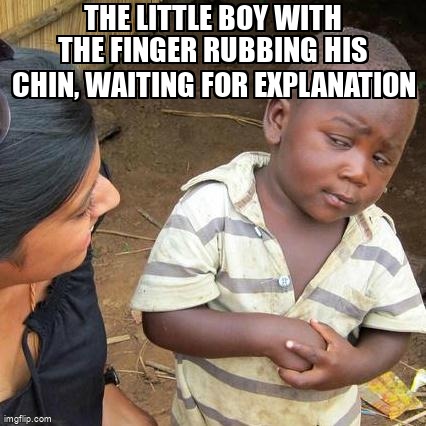 THE LITTLE BOY WITH
THE FINGER RUBBING HIS
CHIN, WAITING FOR EXPLANATION
imgflip.com